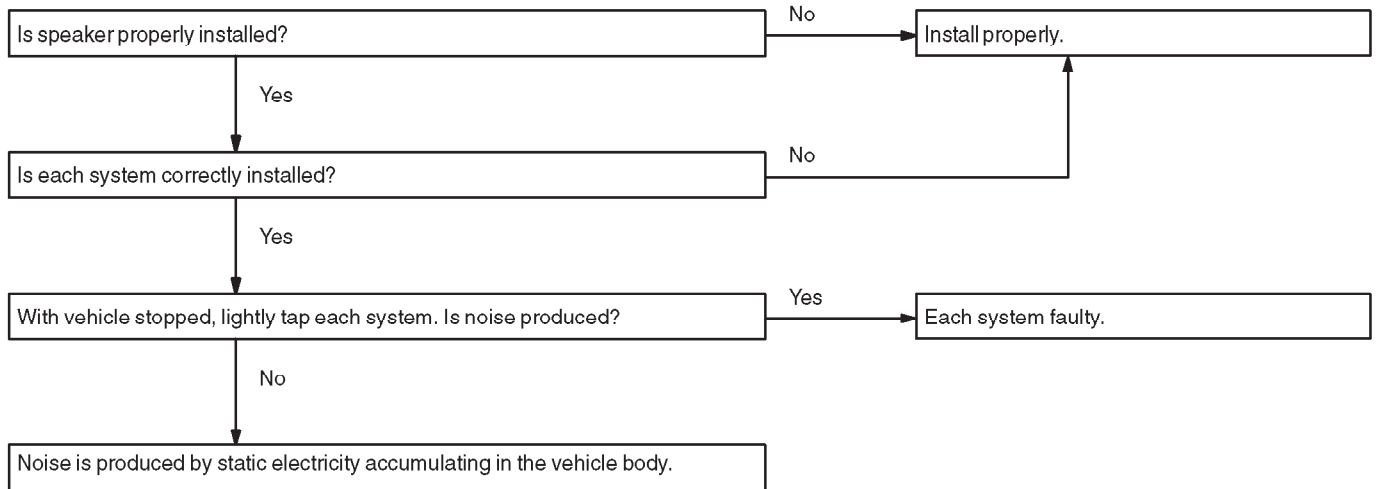 Is speaker properly installed?
No
Install properly.
Yes
Is each system correctly installed?
No
Yes
With vehicle stopped, lightly tap each system. Is noise produced?
Yes
Each system faulty.
No
Noise is produced by static electricity accumulating in the vehicle body.